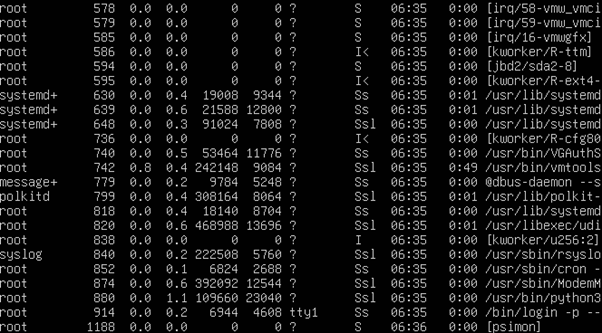 root 578 0.0 0.0 0 0 ? S 06:35 0:00 [irq/58-vmw_vmci
root 579 0.0 0.0 0 0 ? S 06:35 0:00 [irq/59-vmw_vmci
root 585 0.0 0.0 0 0 ? S 06:35 0:00 [irq/16-vmwgfx]
root 586 0.0 0.0 0 0 ? I< 06:35 0:00 [kworker/R-ttm]
root 594 0.0 0.0 0 0 ? S 06:35 0:00 [jbd2/sda2-8]
root 595 0.0 0.0 0 0 ? I< 06:35 0:00 [kworker/R-ext4-
systemd+ 630 0.0 0.4 19008 9344 ? Ss 06:35 0:01 /usr/lib/systemd
systemd+ 639 0.0 0.6 21588 12800 ? Ss 06:35 0:01 /usr/lib/systemd
systemd+ 648 0.0 0.3 91024 7808 ? Ssl 06:35 0:01 /usr/lib/systemd
root 736 0.0 0.0 0 0 ? I< 06:35 0:00 [kworker/R-cfg80
root 740 0.0 0.5 53464 11776 ? Ss 06:35 0:00 /usr/bin/VGAuthS
root 742 0.8 0.4 242148 9084 ? Ssl 06:35 0:49 /usr/bin/vmtools
message+ 779 0.0 0.2 9784 5248 ? Ss 06:35 0:00 @dbus-daemon --s
polkitd 799 0.0 0.4 308164 8064 ? Ssl 06:35 0:01 /usr/lib/polkit-
root 818 0.0 0.4 18140 8704 ? Ss 06:35 0:00 /usr/lib/systemd
root 820 0.0 0.6 468988 13696 ? Ssl 06:35 0:01 /usr/libexec/udi
root 838 0.0 0.0 0 0 ? I 06:35 0:00 [kworker/u256:2]
syslog 840 0.0 0.2 222508 5760 ? Ssl 06:35 0:00 /usr/sbin/rsyslo
root 852 0.0 0.1 6824 2688 ? Ss 06:35 0:00 /usr/sbin/cron -
root 874 0.0 0.6 392092 12544 ? Ssl 06:35 0:00 /usr/sbin/ModemM
root 880 0.0 1.1 109660 23040 ? Ssl 06:35 0:00 /usr/bin/python3
root 914 0.0 0.2 6944 4608 tty1 Ss 06:35 0:00 /bin/login -p --
root 1188 0.0 0.0 0 0 ? S 06:36 0:00 [psimon]